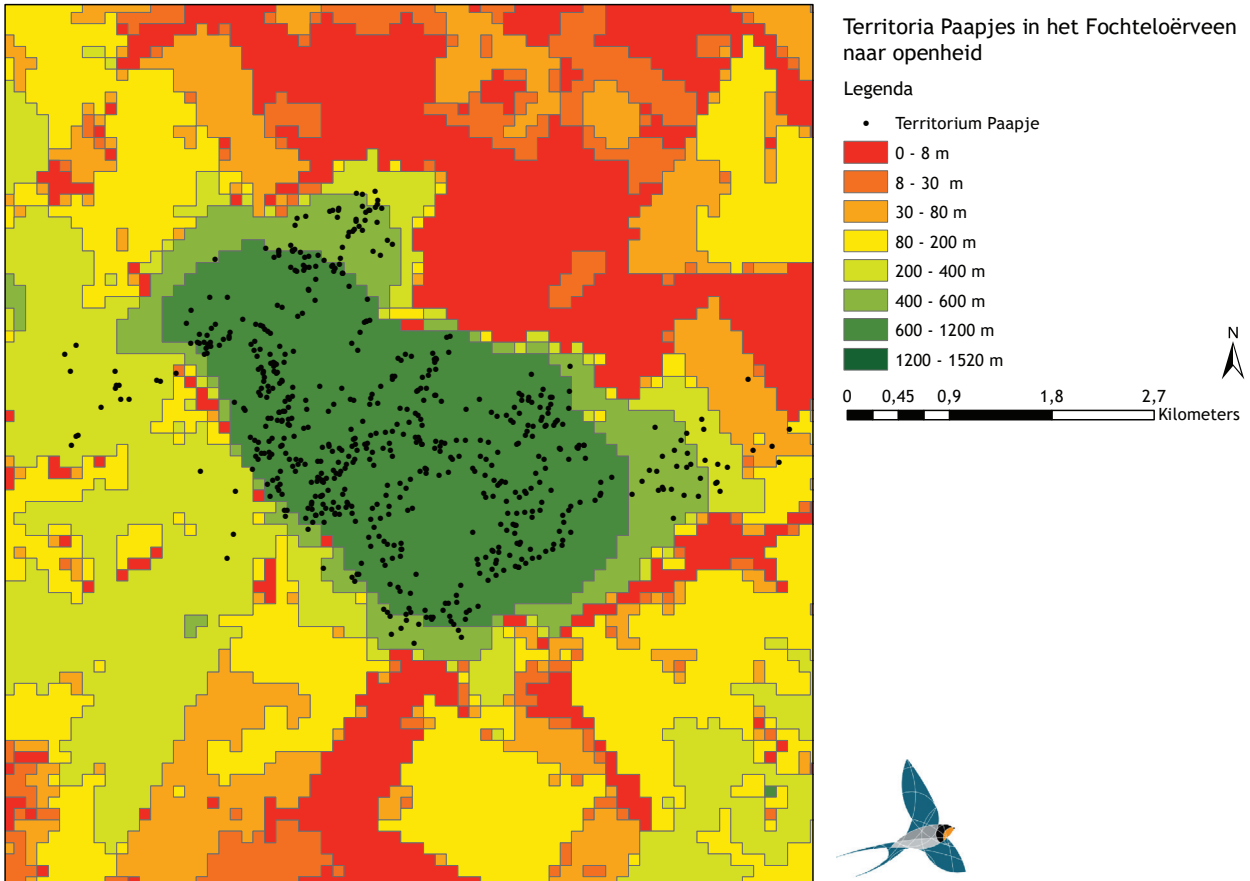 Territoria Paapjes in het Fochteloërveen
naar openheid
Legenda
Territorium Paapje
0 - 8 m
8 - 30 m
30 - 80 m
80 - 200 m
200 - 400 m
400 - 600 m
600 - 1200 m
1200 - 1520 m
N
0 0,45 0,9 1,8 2,7
Kilometers